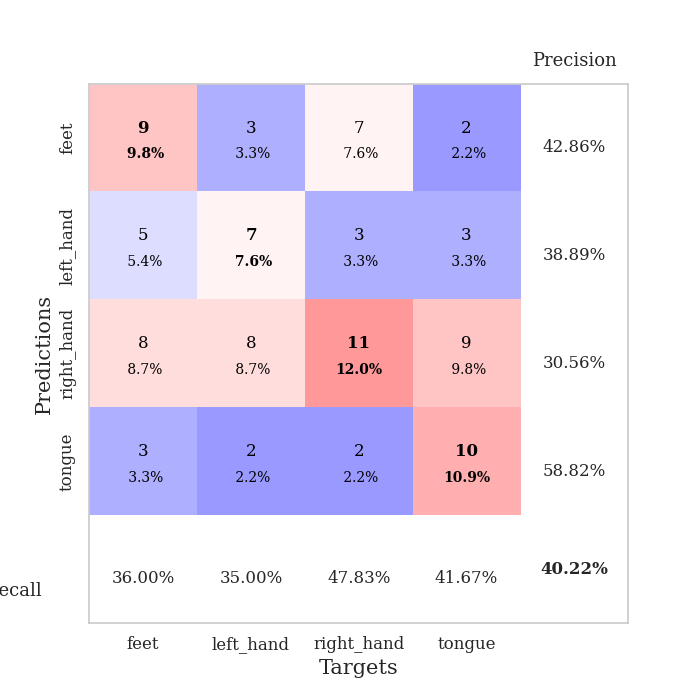 Precision
feet 9 3 7 2 42.86%
9.8% 3.3% 7.6% 2.2%
left_hand 5 7 3 3 38.89%
5.4% 7.6% 3.3% 3.3%
Predictions
right_hand 8 8 11 9 30.56%
8.7% 8.7% 12.0% 9.8%
tongue 3 2 2 10 58.82%
3.3% 2.2% 2.2% 10.9%
ecall 36.00% 35.00% 47.83% 41.67% 40.22%
feet left_hand right_hand tongue
Targets